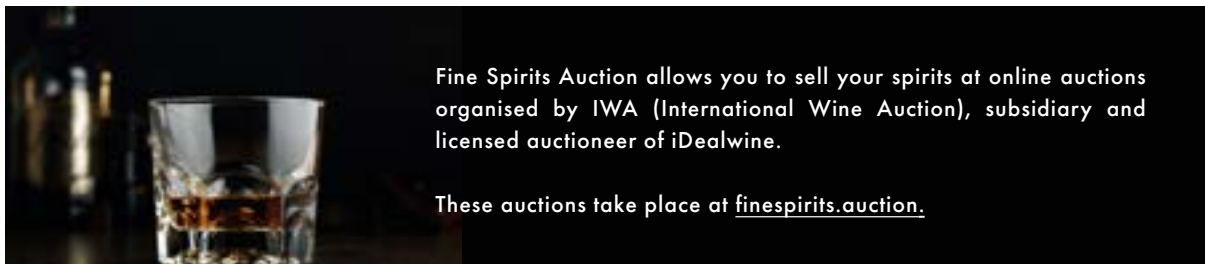 Fine Spirits Auction allows you to sell your spirits at online auctions
organised by IWA (International Wine Auction), subsidiary and
licensed auctioneer of iDealwine.
These auctions take place at finespirits.auction.